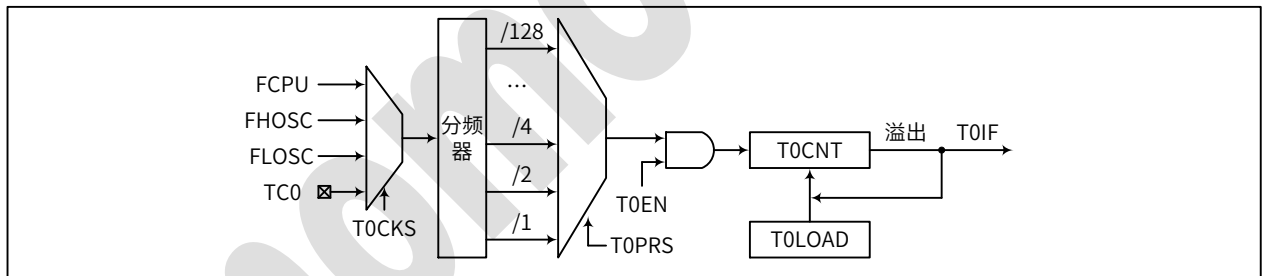 FCPU
FHOSC
FLOSC
TC0
T0CKS
分频
器
/128
...
/4
/2
/1
T0PRS
T0EN
T0CNT
溢出
T0IF
T0LOAD